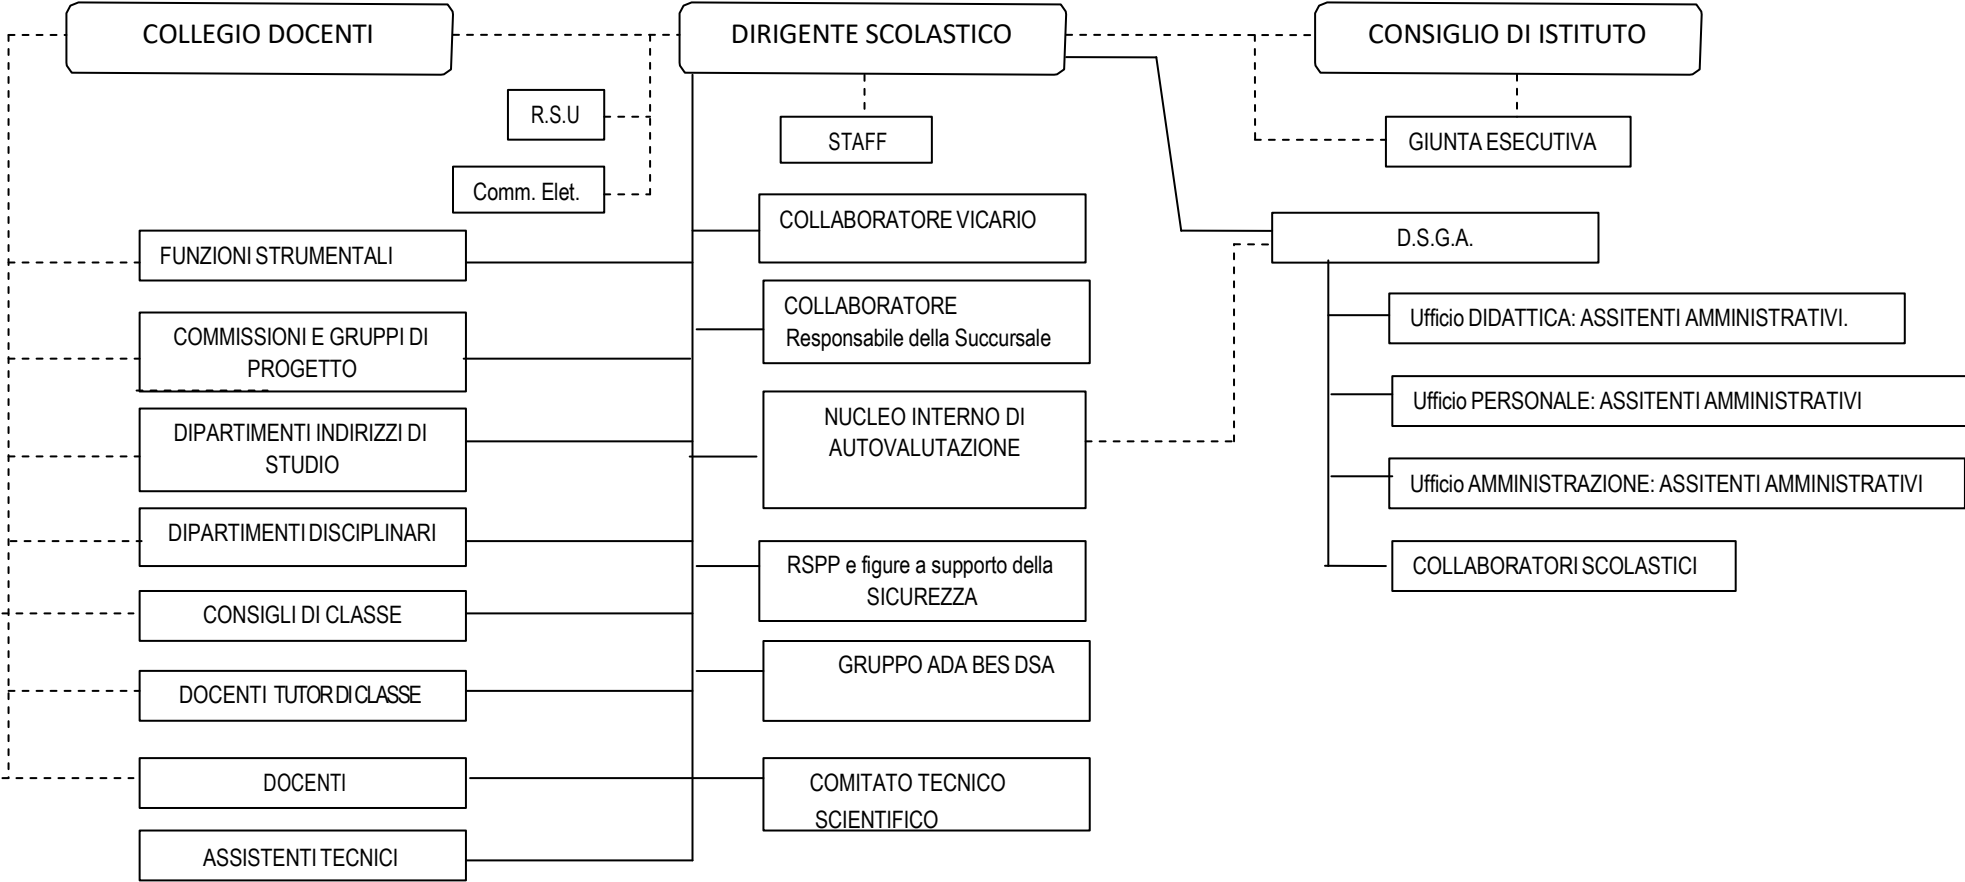 COLLEGIO DOCENTI
DIRIGENTE SCOLASTICO
CONSIGLIO DI ISTITUTO
R.S.U
STAFF
GIUNTA ESECUTIVA
Comm. Elet.
COLLABORATORE VICARIO
D.S.G.A.
FUNZIONI STRUMENTALI
COLLABORATORE
Responsabile della Succursale
Ufficio DIDATTICA: ASSITENTI AMMINISTRATIVI.
COMMISSIONI E GRUPPI DI
PROGETTO
Ufficio PERSONALE: ASSITENTI AMMINISTRATIVI
NUCLEO INTERNO DI
AUTOVALUTAZIONE
DIPARTIMENTI INDIRIZZI DI
STUDIO
Ufficio AMMINISTRAZIONE: ASSITENTI AMMINISTRATIVI
DIPARTIMENTI DISCIPLINARI
RSPP e figure a supporto della
SICUREZZA
COLLABORATORI SCOLASTICI
CONSIGLI DI CLASSE
GRUPPO ADA BES DSA
DOCENTI TUTOR DI CLASSE
DOCENTI
COMITATO TECNICO
SCIENTIFICO
ASSISTENTI TECNICI